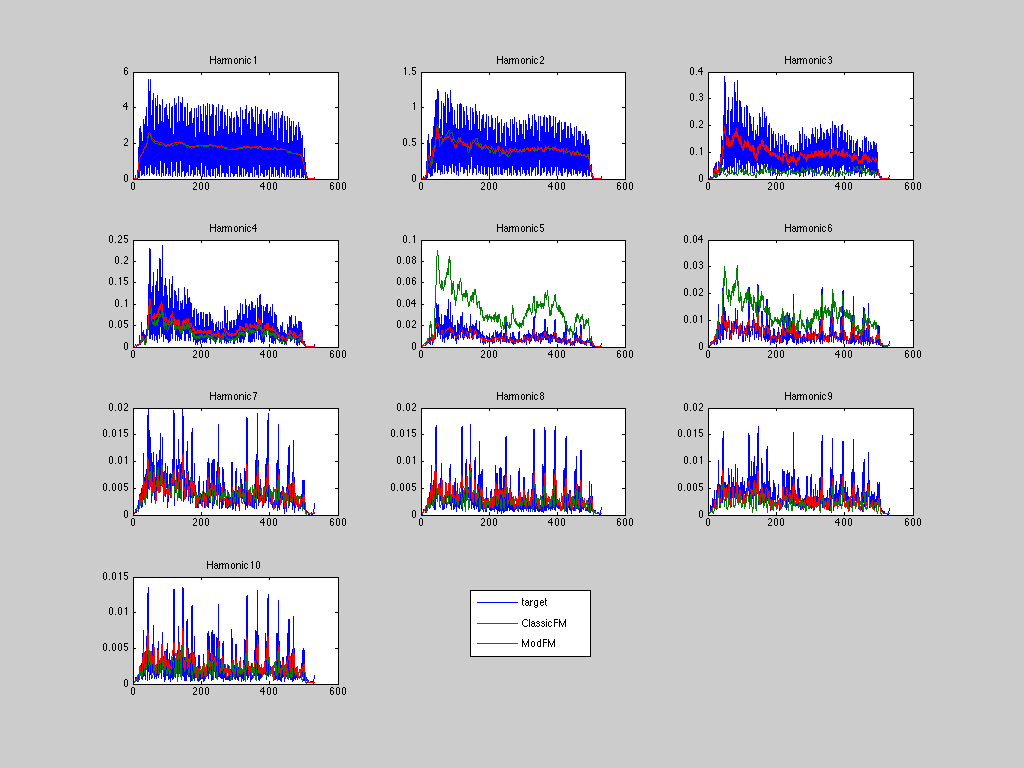 Harmonic1 Harmonic2 Harmonic3
6 1.5 0.4
0.3
4 1
0.2
2 0.5
0.1
0 0 0
0 200 400 600 0 200 400 600 0 200 400 600
Harmonic4 Harmonic5 Harmonic6
0.25 0.1 0.04
0.2 0.08
0.03
0.15 0.06
0.02
0.1 0.04
0.01
0.05 0.02
0 0 0
0 200 400 600 0 200 400 600 0 200 400 600
Harmonic7 Harmonic8 Harmonic9
0.02 0.02 0.02
0.015 0.015 0.015
0.01 0.01 0.01
0.005 0.005 0.005
0 0 0
0 200 400 600 0 200 400 600 0 200 400 600
Harmonic10
0.015
0.01
0.005
0
0 200 400 600
target
ClassicFM
ModFM